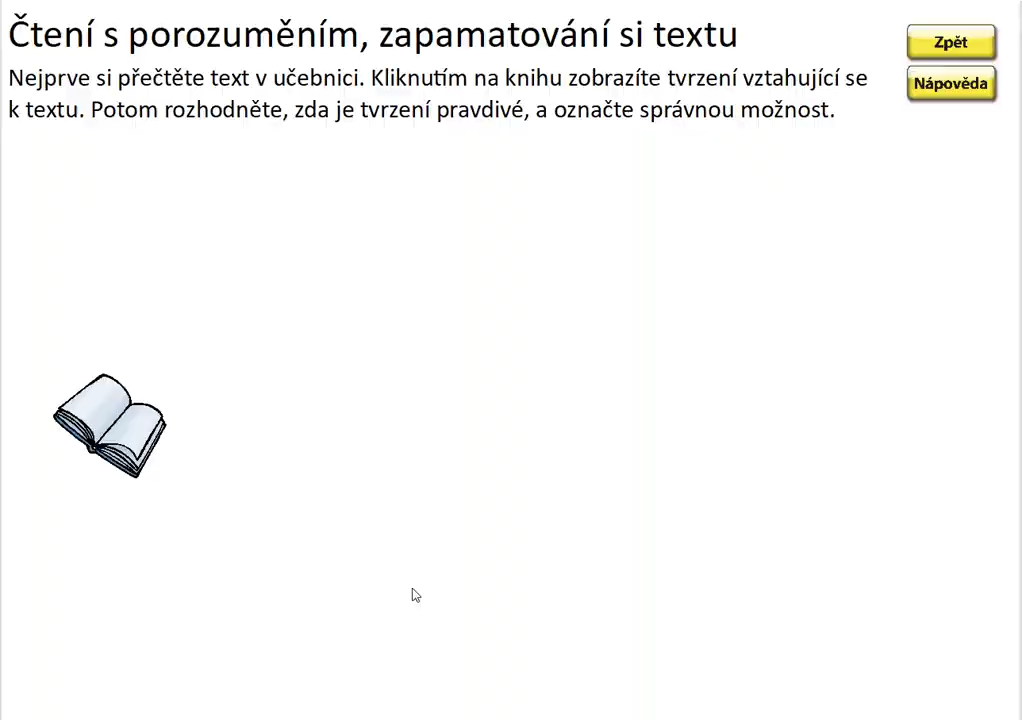 Čtení s porozuměním, zapamatování si textu
Nejprve si přečtěte text v učebnici. Kliknutím na knihu zobrazíte tvrzení vztahující se
k textu. Potom rozhodněte, zda je tvrzení pravdivé, a označte správnou možnost.
Zpět
Nápověda